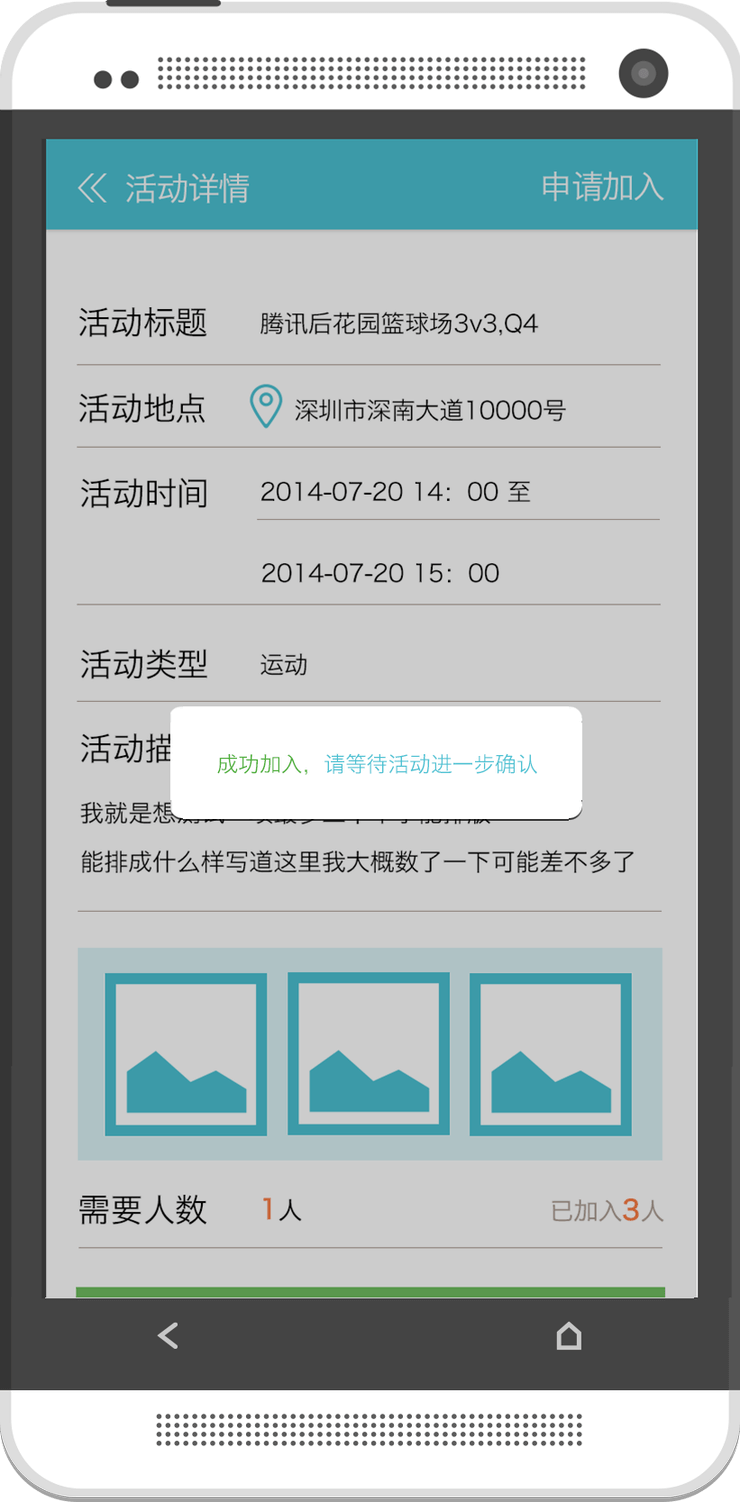 活动详情 申请加入
活动标题 腾讯后花园篮球场3v3,Q4
活动地点 深圳市深南大道10000号
活动时间 2014-07-20 14：00 至
2014-07-20 15：00
活动类型 运动
活动描
成功加入，请等待活动进一步确认
我就是想
能排成什么样写道这里我大概数了一下可能差不多了
需要人数 1人 已加入3人